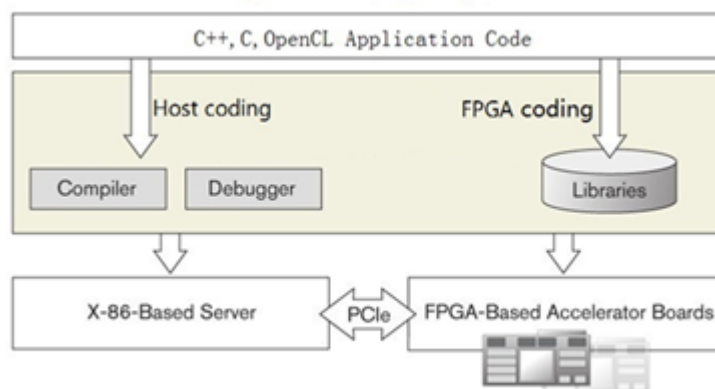 C++,C,OpenCL Application Code
Host coding
FPGA coding
Compiler
Debugger
Libraries
X-86-Based Server
PCIe
FPGA-Based Accelerator Boards